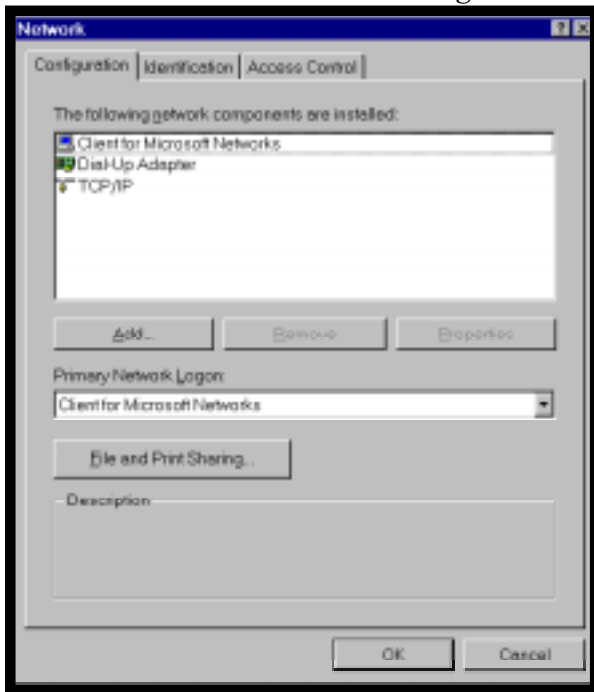 Network
Configuration Identification Access Control
The following network components are installed:
Client for Microsoft Networks
Dial-Up Adapter
TCP/IP
Add... Remove Properties
Primary Network Logon:
Client for Microsoft Networks
File and Print Sharing...
Description
OK Cancel